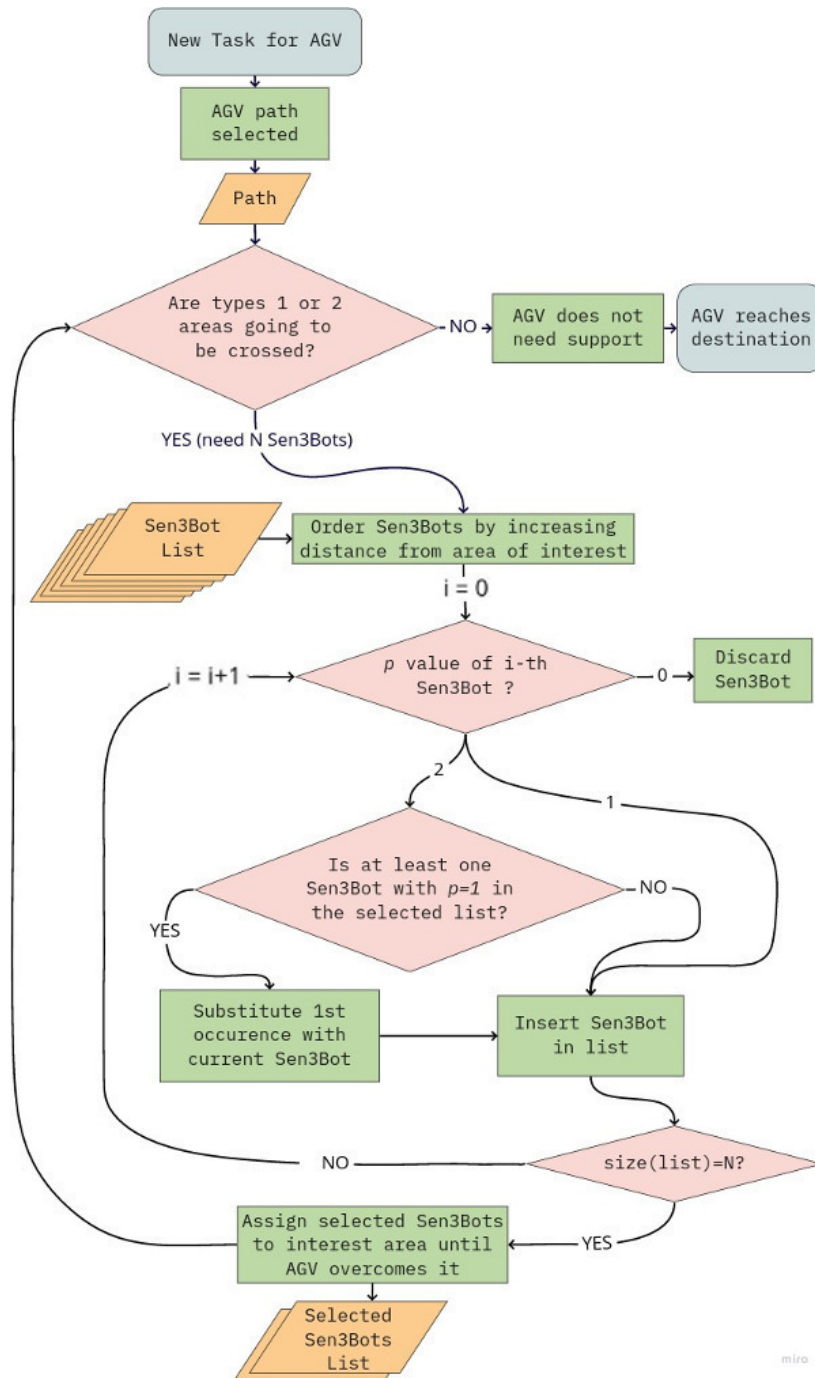 New Task for AGV
AGV path
selected
Path
Are types 1 or 2
areas going to
be crossed?
NO
AGV does not
need support
AGV reaches
destination
YES (need N Sen3Bots)
Sen3Bot
List
Order Sen3Bots by increasing
distance from area of interest
i = 0
i = i+1
p value of i-th
Sen3Bot ?
0
Discard
Sen3Bot
2
1
Is at least one
Sen3Bot with p=1 in
the selected list?
NO
YES
Substitute 1st
occurence with
current Sen3Bot
Insert Sen3Bot
in list
size(list)=N?
NO
YES
Assign selected Sen3Bots
to interest area until
AGV overcomes it
Selected
Sen3Bots
List
miro